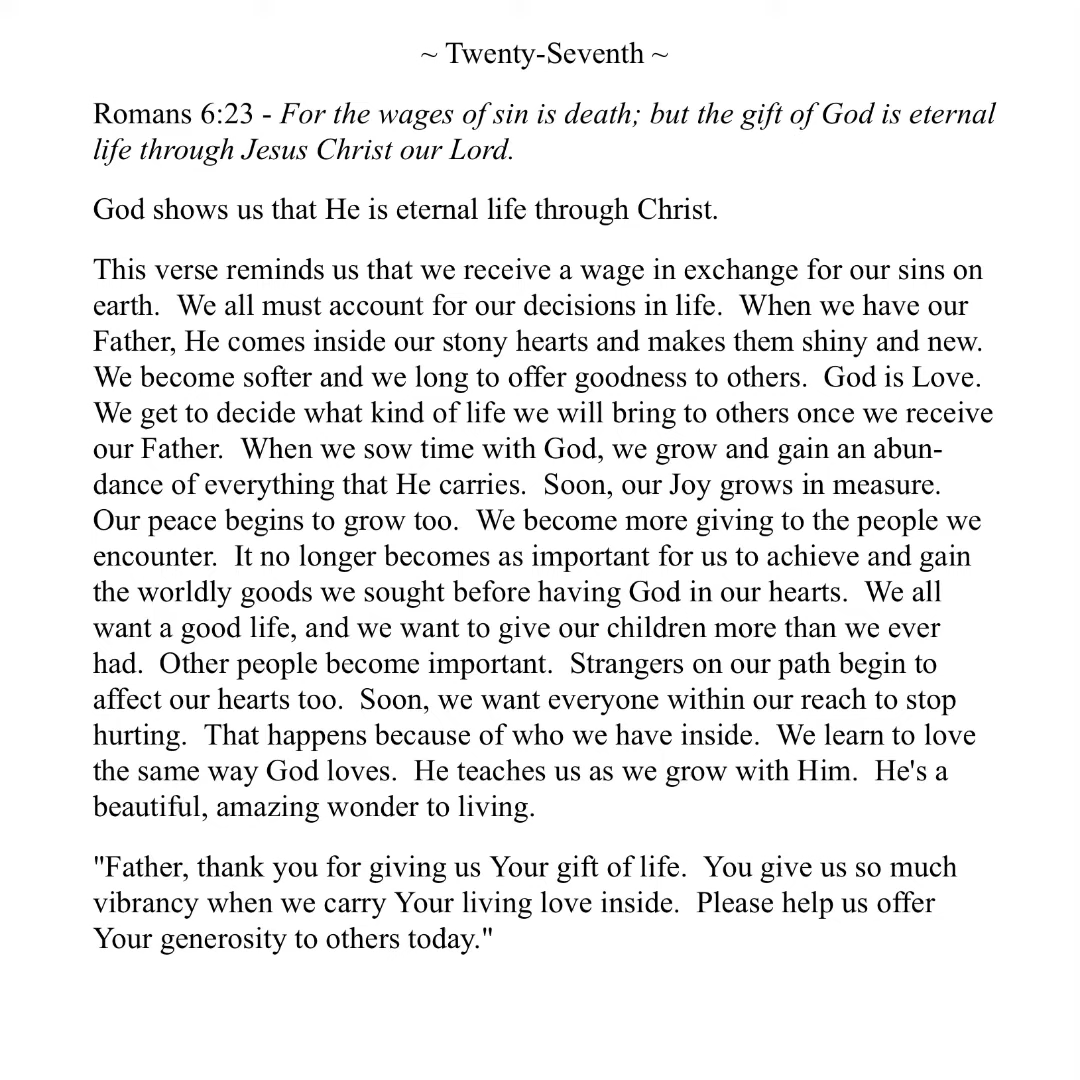 ~ Twenty-Seventh ~
Romans 6:23 - For the wages of sin is death; but the gift of God is eternal
life through Jesus Christ our Lord.
God shows us that He is eternal life through Christ.
This verse reminds us that we receive a wage in exchange for our sins on
earth.  We all must account for our decisions in life.  When we have our
Father, He comes inside our stony hearts and makes them shiny and new.
We become softer and we long to offer goodness to others.  God is Love.
We get to decide what kind of life we will bring to others once we receive
our Father.  When we sow time with God, we grow and gain an abun-
dance of everything that He carries.  Soon, our Joy grows in measure.
Our peace begins to grow too.  We become more giving to the people we
encounter.  It no longer becomes as important for us to achieve and gain
the worldly goods we sought before having God in our hearts.  We all
want a good life, and we want to give our children more than we ever
had.  Other people become important.  Strangers on our path begin to
affect our hearts too.  Soon, we want everyone within our reach to stop
hurting.  That happens because of who we have inside.  We learn to love
the same way God loves.  He teaches us as we grow with Him.  He's a
beautiful, amazing wonder to living.
"Father, thank you for giving us Your gift of life.  You give us so much
vibrancy when we carry Your living love inside.  Please help us offer
Your generosity to others today."